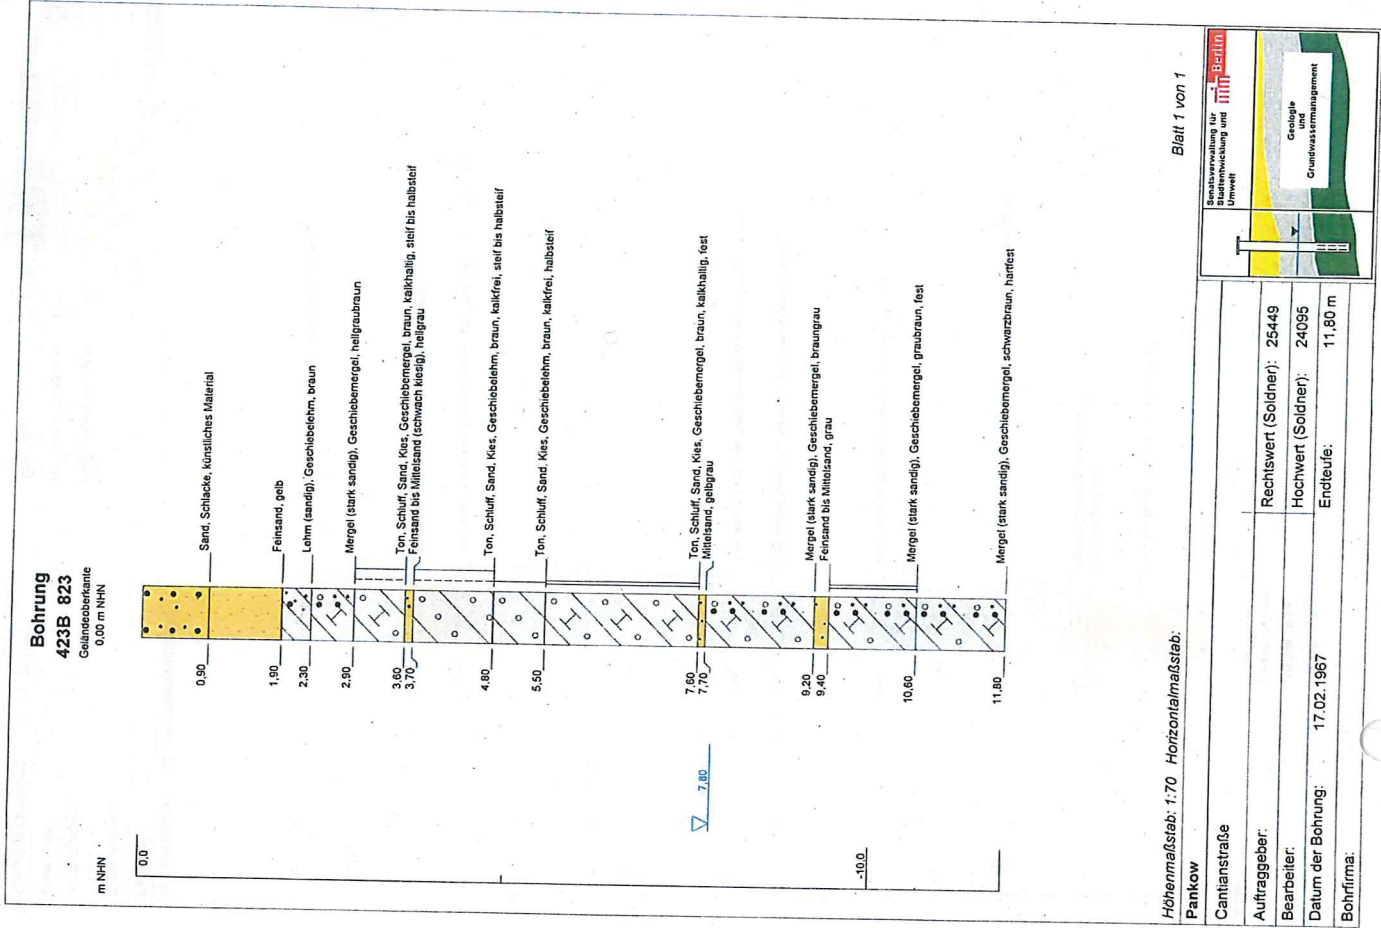 Bohrung
423B 823
Geländeoberkante
0,00 m NHN
m NHN
0,0
-10,0
7,80
0,90
1,90
2,30
2,90
3,60
3,70
4,80
5,50
7,60
7,70
9,20
9,40
10,60
11,80
Sand, Schlacke, künstliches Material
Feinsand, gelb
Lehm (sandig), Geschiebelehm, braun
Mergel (stark sandig), Geschiebemergel, hellgraubraun
Ton, Schluff, Sand, Kies, Geschiebemergel, braun, kalkhaltig, steif bis halbsteif
Feinsand bis Mittelsand (schwach kiesig), hellgrau
Ton, Schluff, Sand, Kies, Geschiebelehm, braun, kalkfrei, steif bis halbsteif
Ton, Schluff, Sand, Kies, Geschiebelehm, braun, kalkfrei, halbsteif
Ton, Schluff, Sand, Kies, Geschiebemergel, braun, kalkhaltig, fest
Mittelsand, gelbgrau
Mergel (stark sandig), Geschiebemergel, braungrau
Feinsand bis Mittelsand, grau
Mergel (stark sandig), Geschiebemergel, graubraun, fest
Mergel (stark sandig), Geschiebemergel, schwarzbraun, hartfest
Höhenmaßstab: 1:70 Horizontalmaßstab:
Blatt 1 von 1
Pankow
Cantianstraße
Auftraggeber:
Rechtswert (Soldner): 25449
Bearbeiter:
Hochwert (Soldner): 24095
Datum der Bohrung: 17.02.1967
Endteufe: 11,80 m
Bohrfirma:
Senatsverwaltung für
Stadtentwicklung und
Umwelt
Berlin
Geologie
und
Grundwassermanagement